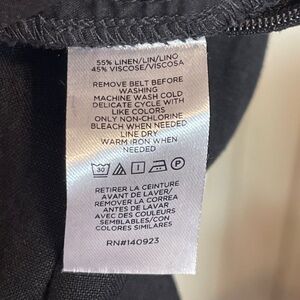 55% LINEN/LIN/LINO
45% VISCOSE/VISCOSA
REMOVE BELT BEFORE
WASHING
MACHINE WASH COLD
DELICATE CYCLE WITH
LIKE COLORS
ONLY NON-CHLORINE
BLEACH WHEN NEEDED
LINE DRY
WARM IRON WHEN
NEEDED
30 P
RETIRER LA CEINTURE
AVANT DE LAVER/
REMOVER LA CORREA
ANTES DE LAVAR
AVEC DES COULEURS
SEMBLABLES/CON
COLORES SIMILARES
RN#140923